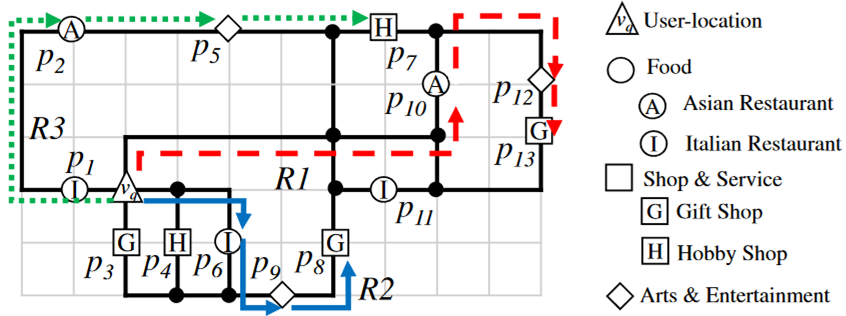 A
H
p2
p5
p7
A
p10
p12
G
p13
R3
p1
I
vq
R1
I
p11
G
H
I
G
p3
p4
p6
p9
p8
R2
vq User-location
Food
A Asian Restaurant
I Italian Restaurant
Shop & Service
G Gift Shop
H Hobby Shop
Arts & Entertainment